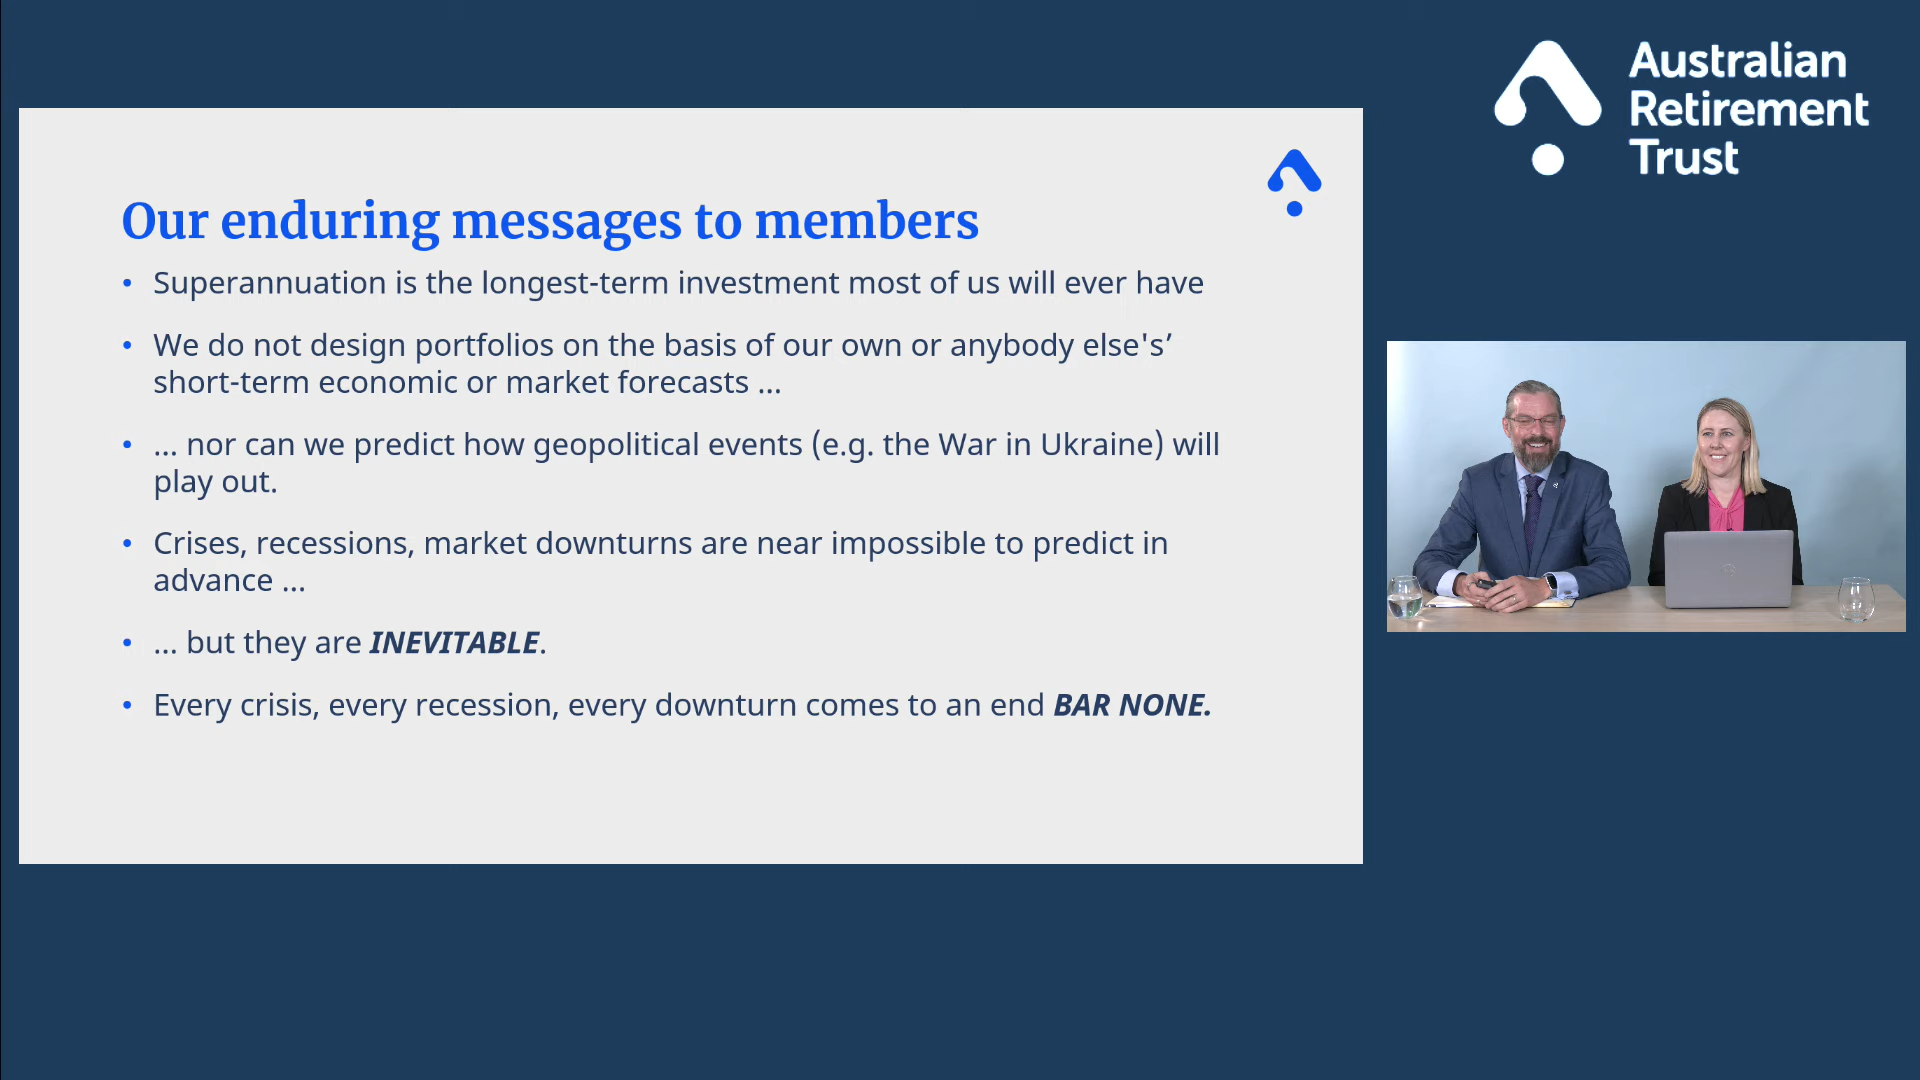 Australian
Retirement
Trust
Our enduring messages to members
• Superannuation is the longest-term investment most of us will ever have
• We do not design portfolios on the basis of our own or anybody else's’
short-term economic or market forecasts ...
• ... nor can we predict how geopolitical events (e.g. the War in Ukraine) will
play out.
• Crises, recessions, market downturns are near impossible to predict in
advance ...
• ... but they are INEVITABLE.
• Every crisis, every recession, every downturn comes to an end BAR NONE.